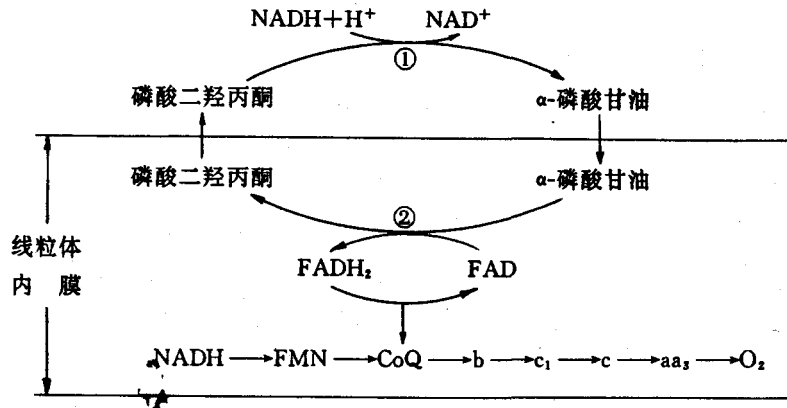 NADH+H⁺ NAD⁺
①
磷酸二羟丙酮 α-磷酸甘油
磷酸二羟丙酮 α-磷酸甘油
②
线粒体
内膜
FADH₂ FAD
NADH→FMN→CoQ→b→c₁→c→aa₃→O₂